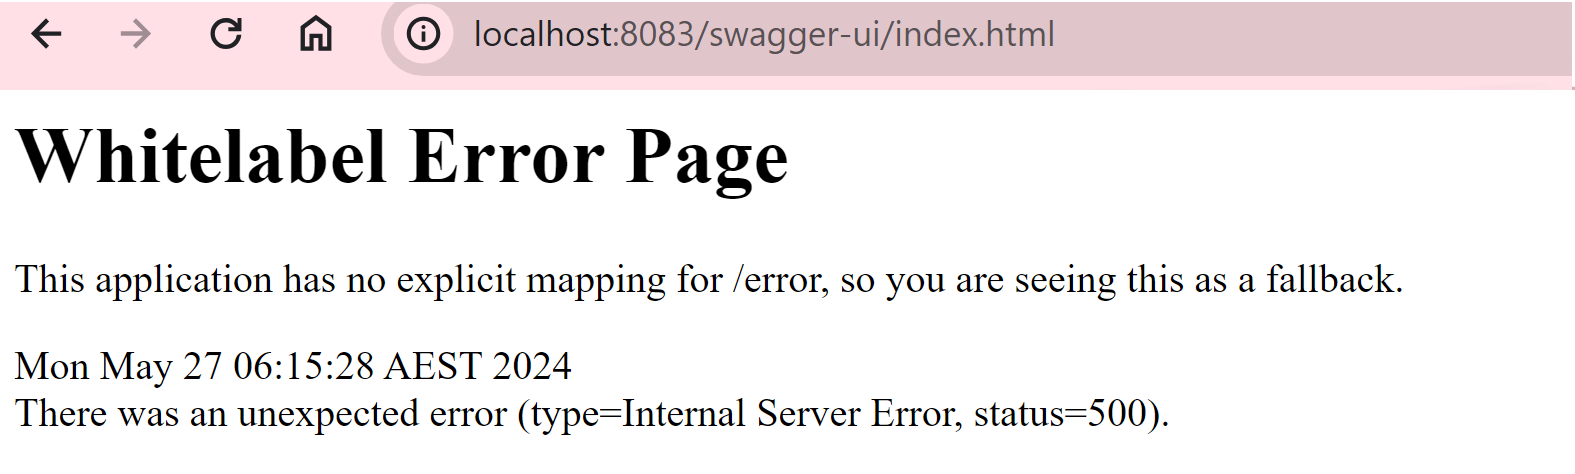 localhost:8083/swagger-ui/index.html
Whitelabel Error Page
This application has no explicit mapping for /error, so you are seeing this as a fallback.
Mon May 27 06:15:28 AEST 2024
There was an unexpected error (type=Internal Server Error, status=500).